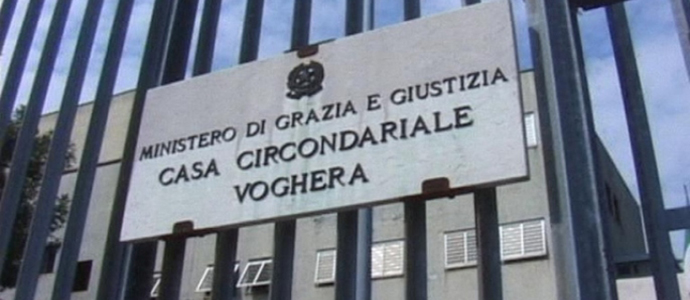 MINISTERO DI GRAZIA E GIUSTIZIA
CASA CIRCONDARIALE
VOGHERA